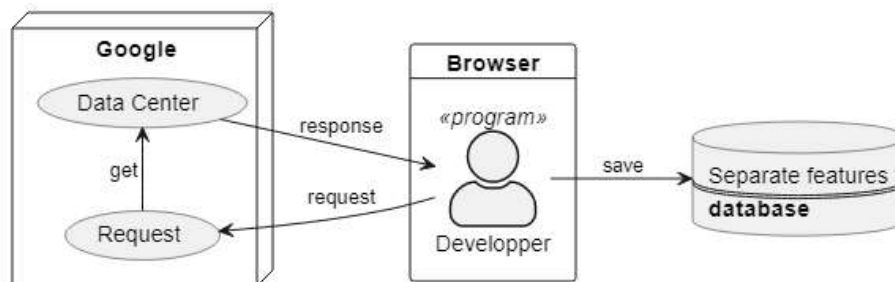 Google
Data Center
get
Request
response
request
Browser
«program»
Developper
save
Separate features
database